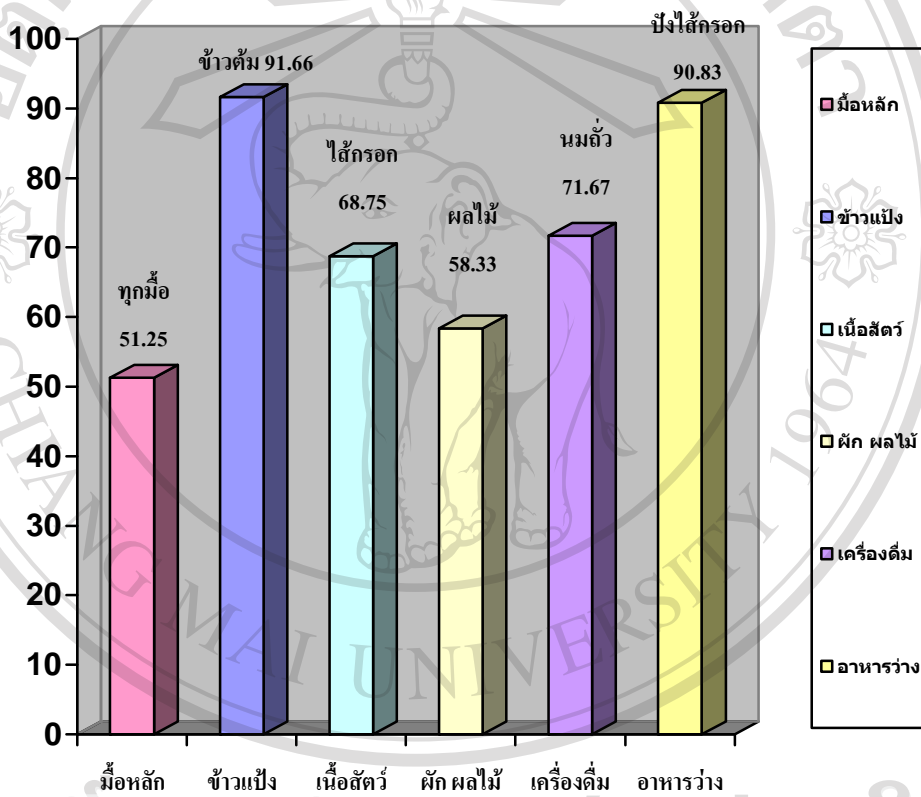 100
90
80
70
60
50
40
30
20
10
0
ทุกมื้อ
51.25
ข้าวต้ม 91.66
ไส้กรอก
68.75
ผลไม้
58.33
นมถั่ว
71.67
ปังไส้กรอก
90.83
มื้อหลัก
ข้าวแป้ง
เนื้อสัตว์
ผัก ผลไม้
เครื่องดื่ม
อาหารว่าง
มื้อหลัก
ข้าวแป้ง
เนื้อสัตว์
ผัก ผลไม้
เครื่องดื่ม
อาหารว่าง
CHIANG MAI UNIVERSITY 1964